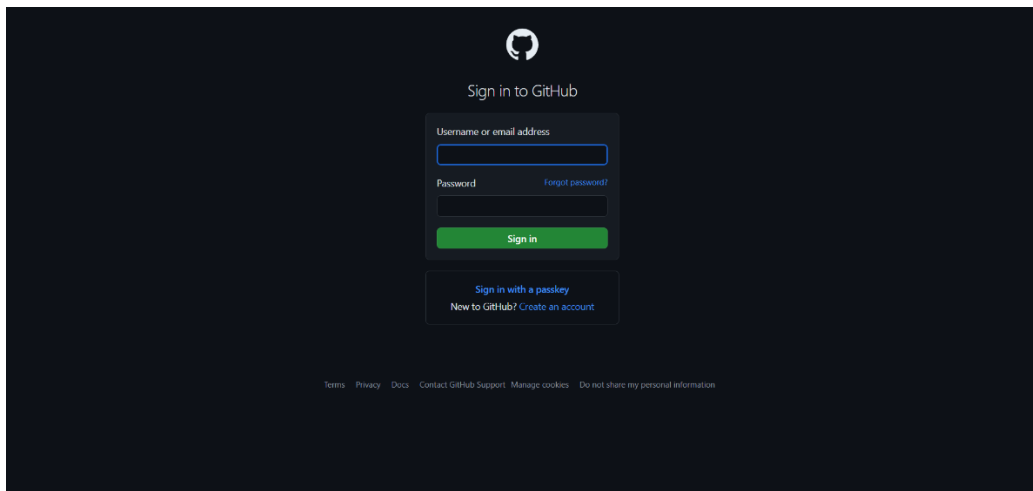 Sign in to GitHub
Username or email address
Password Forgot password?
Sign in
Sign in with a passkey
New to GitHub? Create an account
Terms Privacy Docs Contact GitHub Support Manage cookies Do not share my personal information